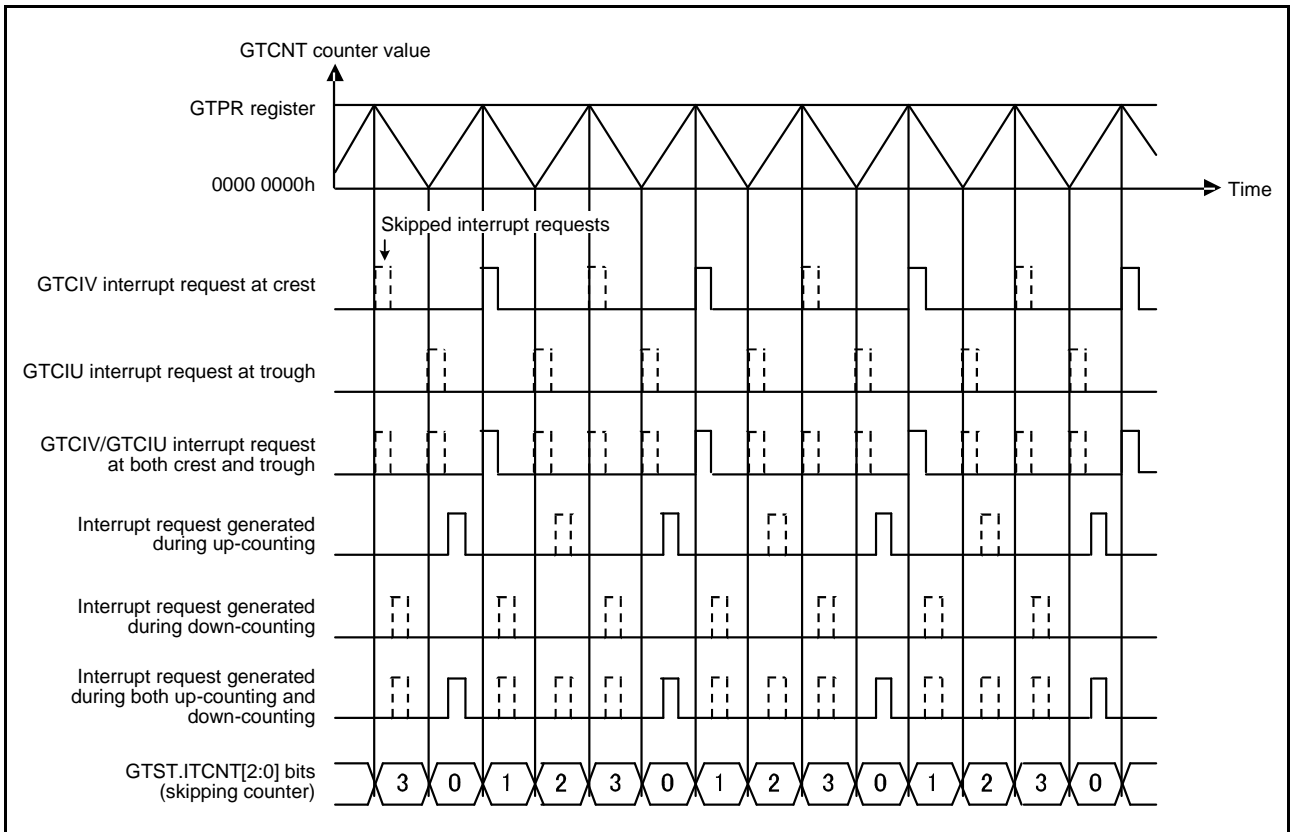 GTCNT counter value
GTPR register
0000 0000h
Time
Skipped interrupt requests
GTCIV interrupt request at crest
GTCIU interrupt request at trough
GTCIV/GTCIU interrupt request
at both crest and trough
Interrupt request generated
during up-counting
Interrupt request generated
during down-counting
Interrupt request generated
during both up-counting and
down-counting
GTST.ITCNT[2:0] bits
(skipping counter)
3 0 1 2 3 0 1 2 3 0 1 2 3 0